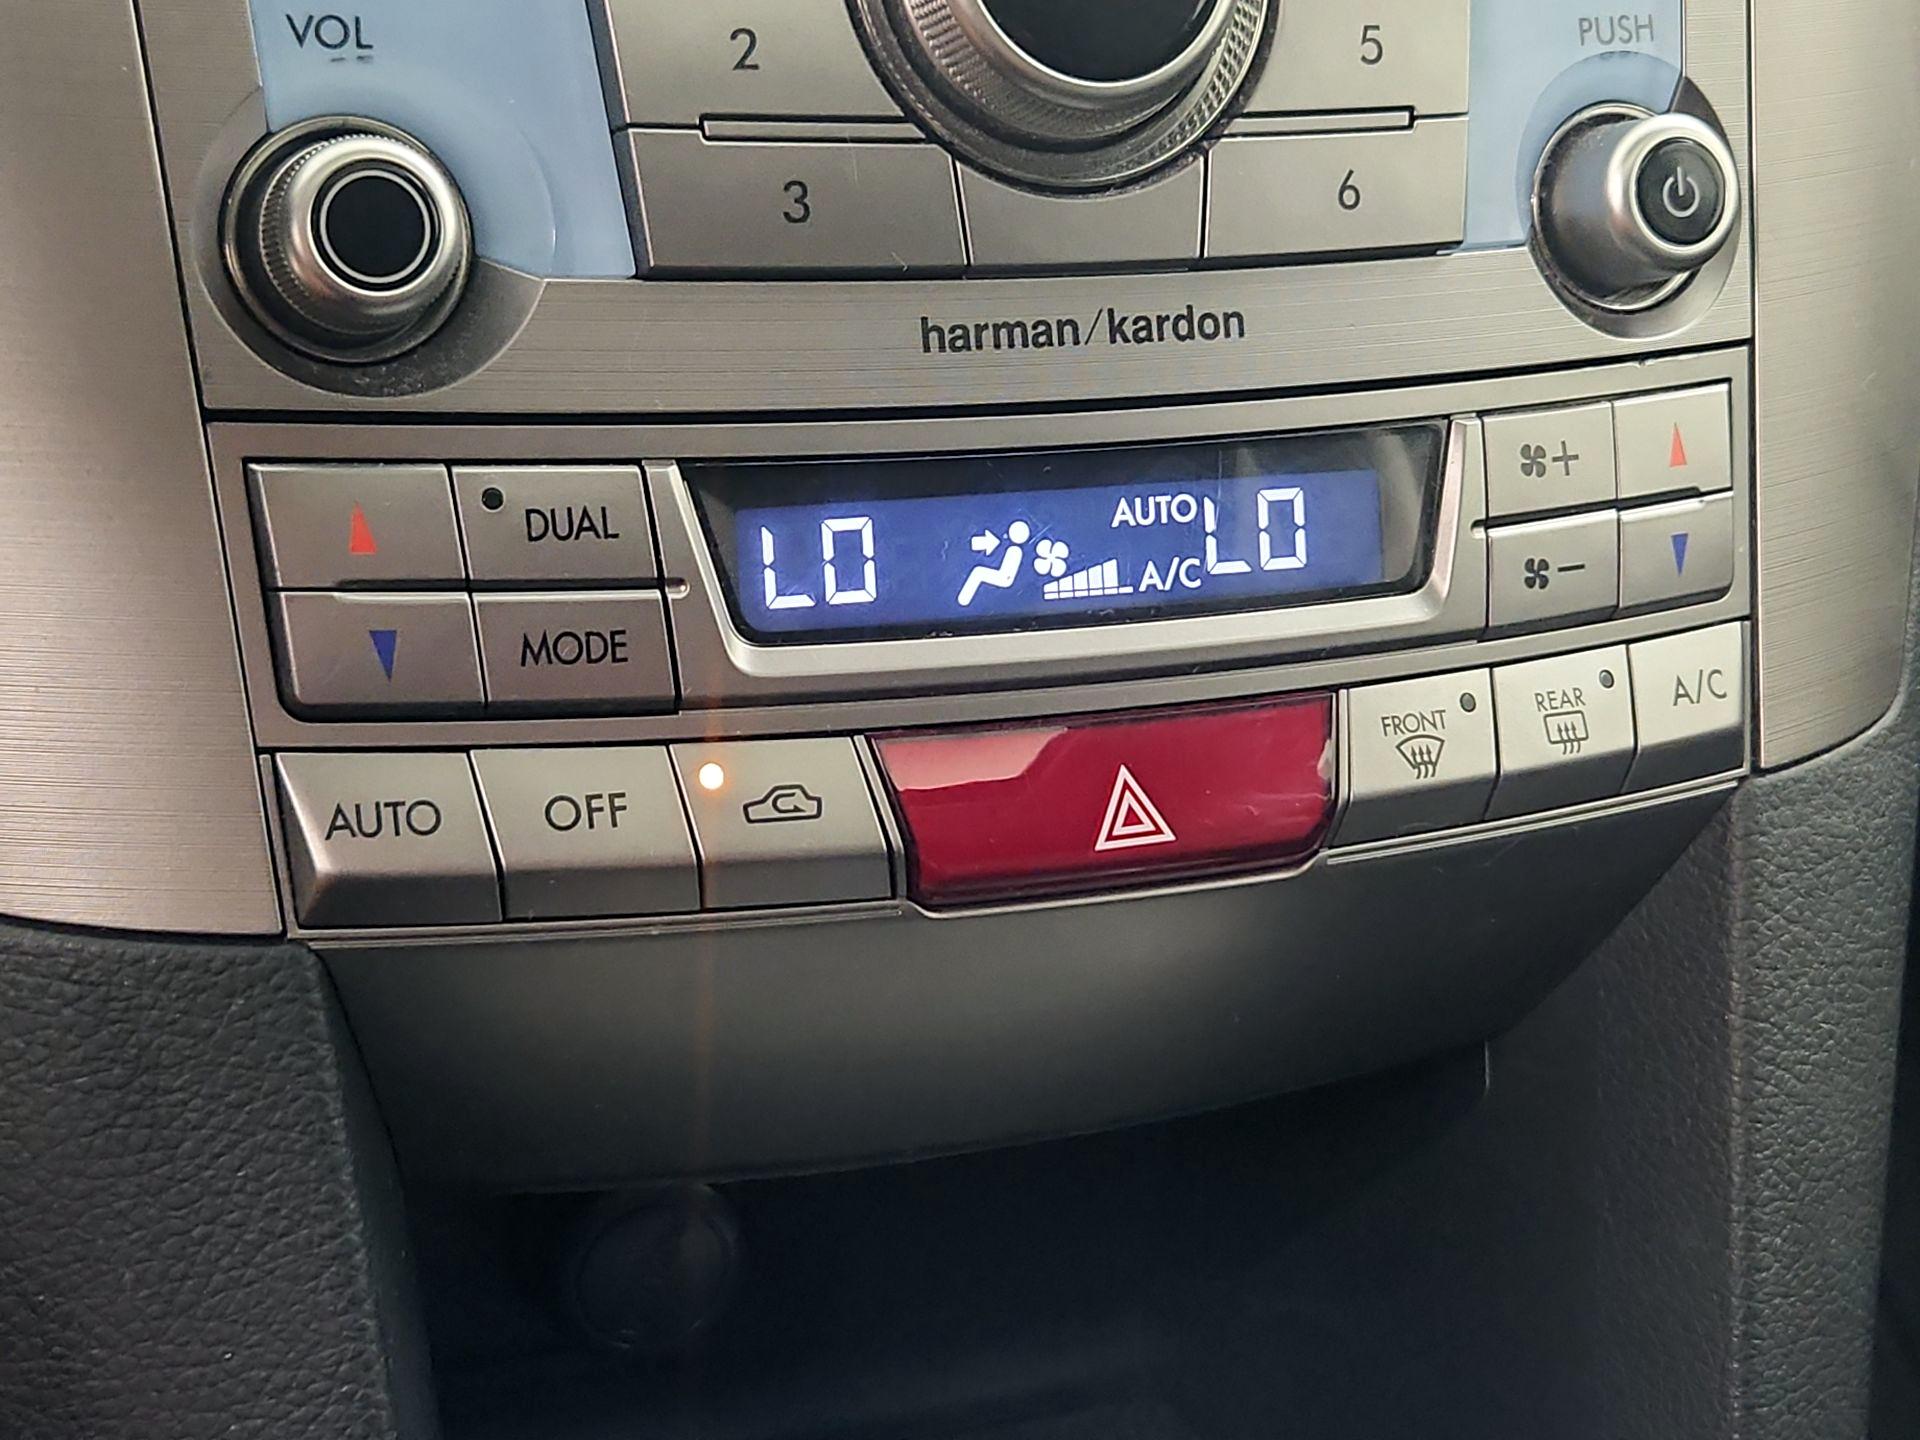 VOL
PUSH
2
5
3
6
harman/kardon
DUAL
LO
AUTO
LO
+
A/C
−
MODE
FRONT
REAR
A/C
AUTO
OFF